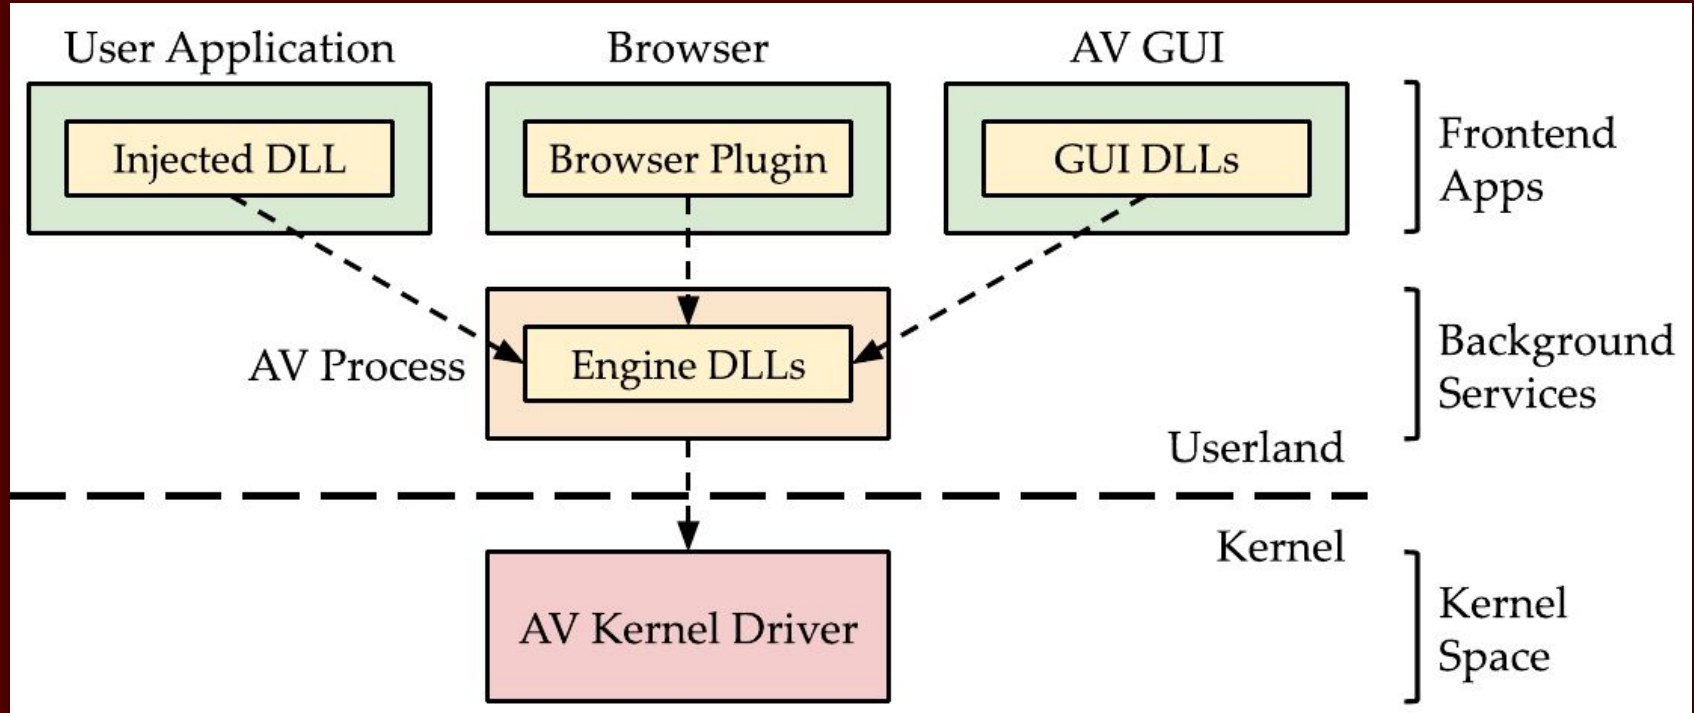 User Application
Browser
AV GUI
Injected DLL
Browser Plugin
GUI DLLs
Frontend
Apps
AV Process
Engine DLLs
Background
Services
Userland
Kernel
AV Kernel Driver
Kernel
Space